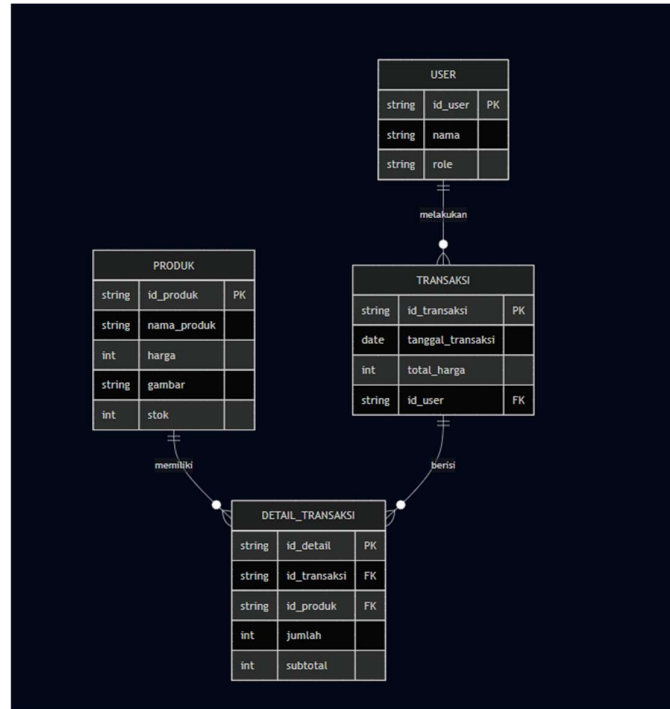 USER
string id_user PK
string nama
string role
melakukan
PRODUK
string id_produk PK
string nama_produk
int harga
string gambar
int stok
TRANSAKSI
string id_transaksi PK
date tanggal_transaksi
int total_harga
string id_user FK
memiliki
berisi
DETAIL_TRANSAKSI
string id_detail PK
string id_transaksi FK
string id_produk FK
int jumlah
int subtotal